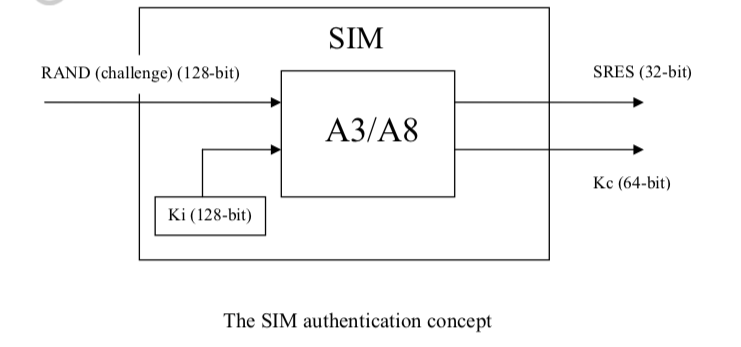 SIM
RAND (challenge) (128-bit)
SRES (32-bit)
A3/A8
Kc (64-bit)
Ki (128-bit)
The SIM authentication concept